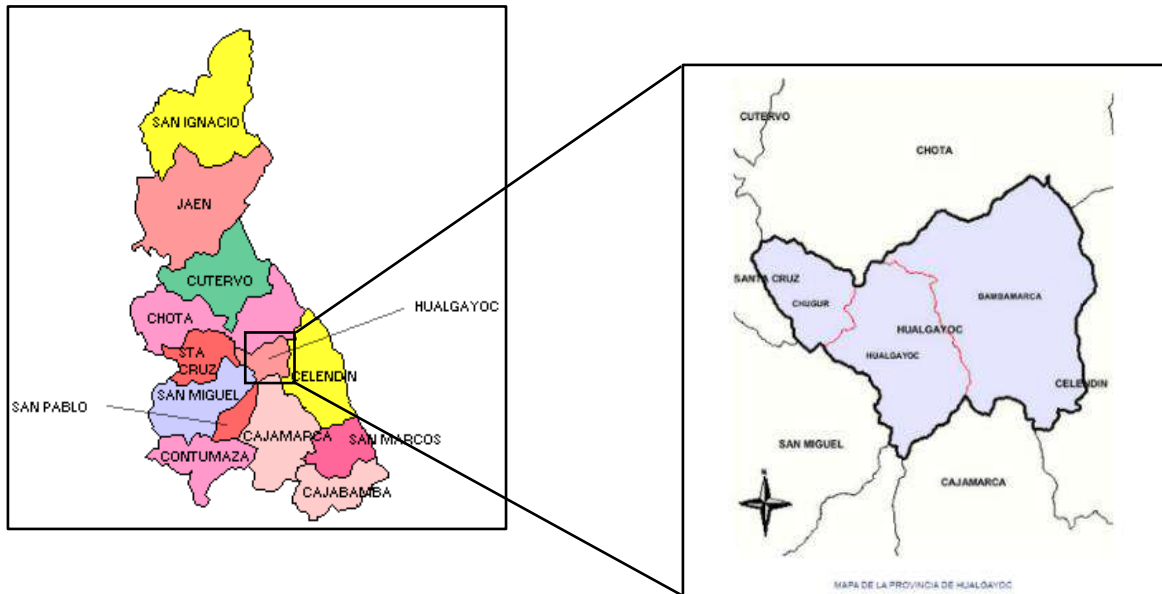 SAN IGNACIO
JAEN
CUTERVO
CHOTA
HUALGAYOC
STA
CRUZ
CELENDIN
SAN MIGUEL
SAN PABLO
CAJAMARCA
SAN MARCOS
CONTUMAZA
CAJABAMBA
CUTERVO
CHOTA
SANTA CRUZ
CHUGUR
BAMBAMARCA
HUALGAYOC
HUALGAYOC
CELENDIN
SAN MIGUEL
CAJAMARCA
N
MAPA DE LA PROVINCIA DE HUALGAYOC